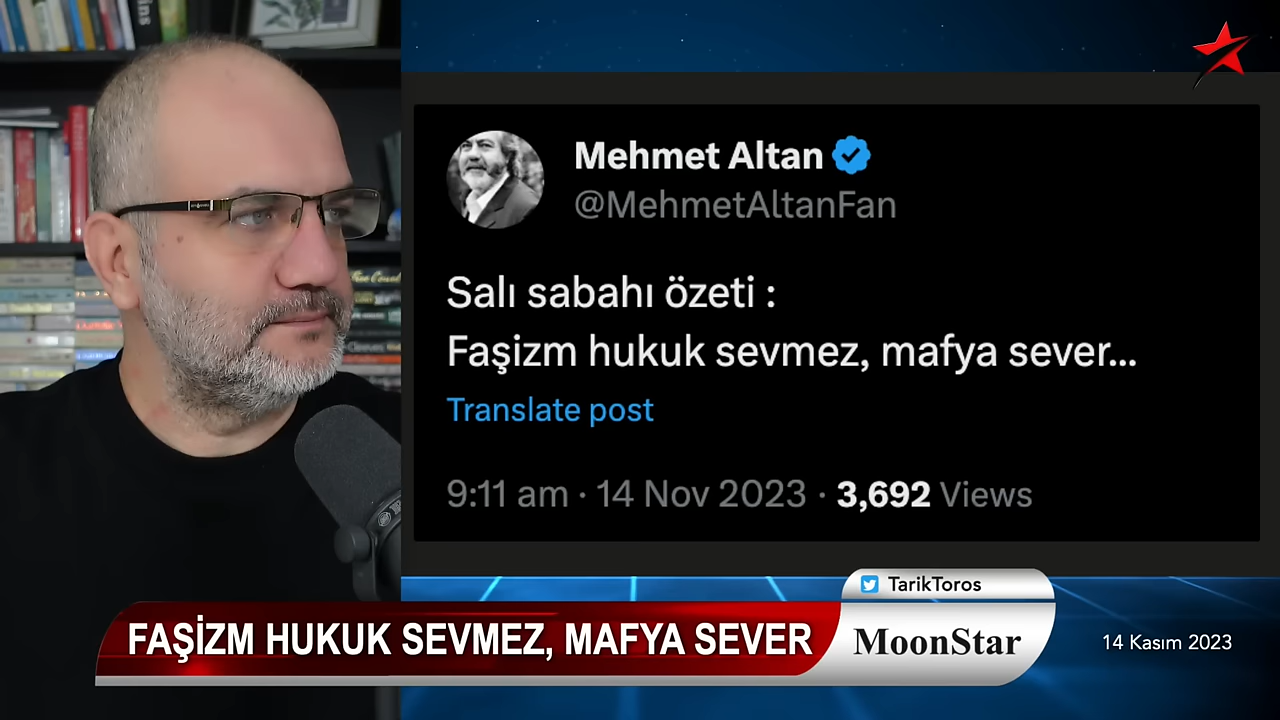 Mehmet Altan
@MehmetAltanFan
Salı sabahı özeti :
Faşizm hukuk sevmez, mafya sever...
Translate post
9:11 am · 14 Nov 2023 · 3,692 Views
TarikToros
FAŞİZM HUKUK SEVMEZ, MAFYA SEVER
MoonStar
14 Kasım 2023